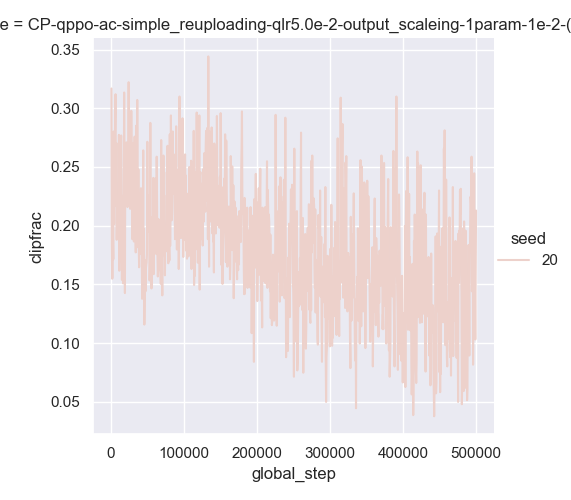 e = CP-qppo-ac-simple_reuploading-qlr5.0e-2-output_scaleing-1param-1e-2-(
0.35
0.30
0.25
0.20
0.15
0.10
0.05
clipfrac
0 100000 200000 300000 400000 500000
global_step
seed
20